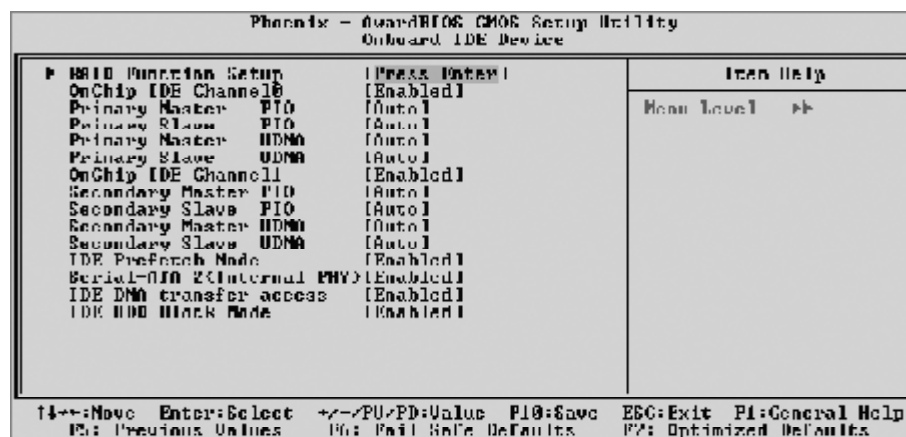 Phoenix - AwardBIOS CMOS Setup Utility
Onboard IDE Device
▶ RAID Function Setup [Press Enter]
OnChip IDE Channel0 [Enabled]
Primary Master PIO [Auto]
Primary Slave PIO [Auto]
Primary Master UDMA [Auto]
Primary Slave UDMA [Auto]
OnChip IDE Channel1 [Enabled]
Secondary Master PIO [Auto]
Secondary Slave PIO [Auto]
Secondary Master UDMA [Auto]
Secondary Slave UDMA [Auto]
IDE Prefetch Mode [Enabled]
Serial-ATA 2(Internal PHY) [Enabled]
IDE DMA transfer access [Enabled]
IDE HDD Block Mode [Enabled]
Item Help
Menu Level ▶▶
↑↓→←:Move Enter:Select +/-/PU/PD:Value F10:Save ESC:Exit F1:General Help
F5: Previous Values F6: Fail-Safe Defaults F7: Optimized Defaults